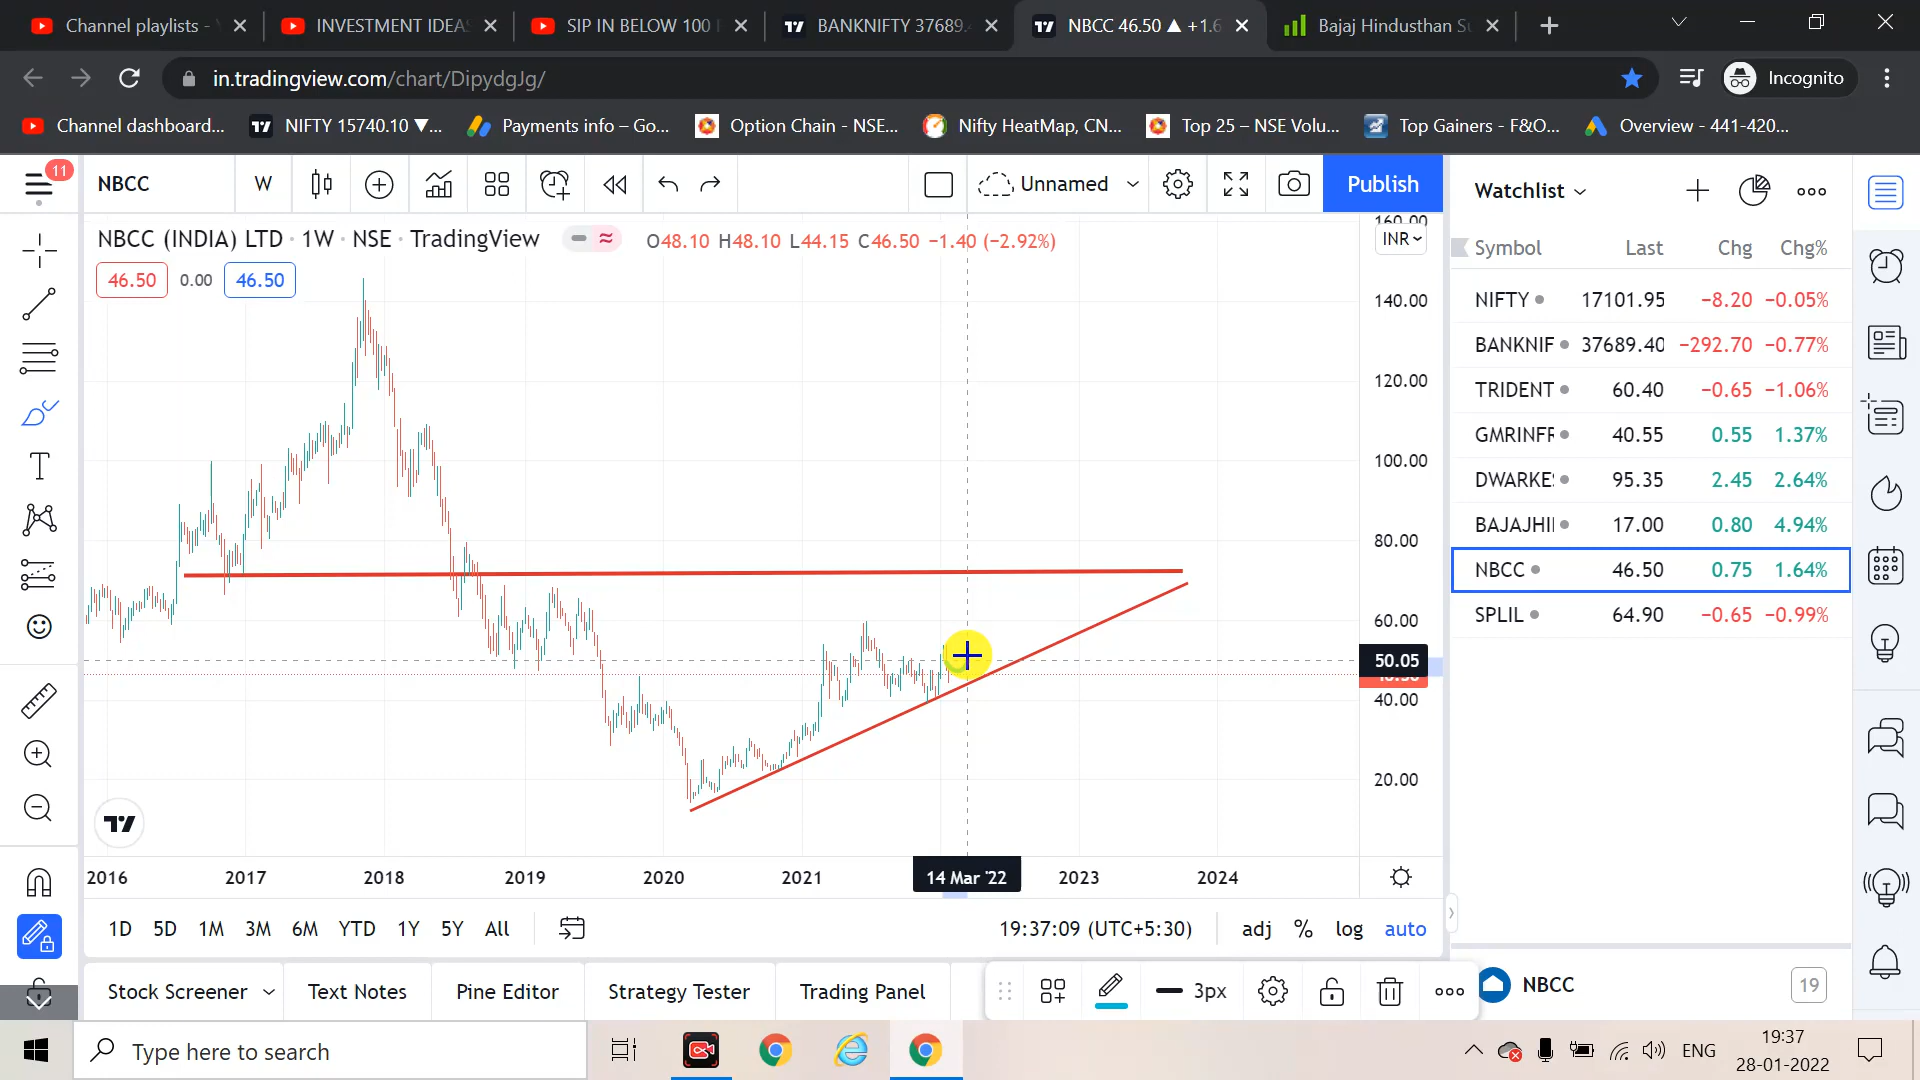 Channel playlists -
INVESTMENT IDEAS
SIP IN BELOW 100
BANKNIFTY 37689.
NBCC 46.50 ▲ +1.6
Bajaj Hindusthan Su
in.tradingview.com/chart/DipydgJg/
Incognito
Channel dashboard...
NIFTY 15740.10 ▼...
Payments info – Go...
Option Chain - NSE...
Nifty HeatMap, CN...
Top 25 – NSE Volu...
Top Gainers - F&O...
Overview - 441-420...
11
NBCC
W
Unnamed
Publish
NBCC (INDIA) LTD · 1W · NSE · TradingView
O48.10 H48.10 L44.15 C46.50 −1.40 (−2.92%)
46.50 0.00 46.50
160.00
INR
140.00
120.00
100.00
80.00
60.00
50.05
40.00
20.00
2016 2017 2018 2019 2020 2021 14 Mar '22 2023 2024
1D 5D 1M 3M 6M YTD 1Y 5Y All
19:37:09 (UTC+5:30)
adj % log auto
Stock Screener
Text Notes
Pine Editor
Strategy Tester
Trading Panel
3px
Watchlist
Symbol Last Chg Chg%
NIFTY 17101.95 −8.20 −0.05%
BANKNIF 37689.40 −292.70 −0.77%
TRIDENT 60.40 −0.65 −1.06%
GMRINFR 40.55 0.55 1.37%
DWARKE 95.35 2.45 2.64%
BAJAJHI 17.00 0.80 4.94%
NBCC 46.50 0.75 1.64%
SPLIL 64.90 −0.65 −0.99%
NBCC
19
Type here to search
ENG
19:37
28-01-2022